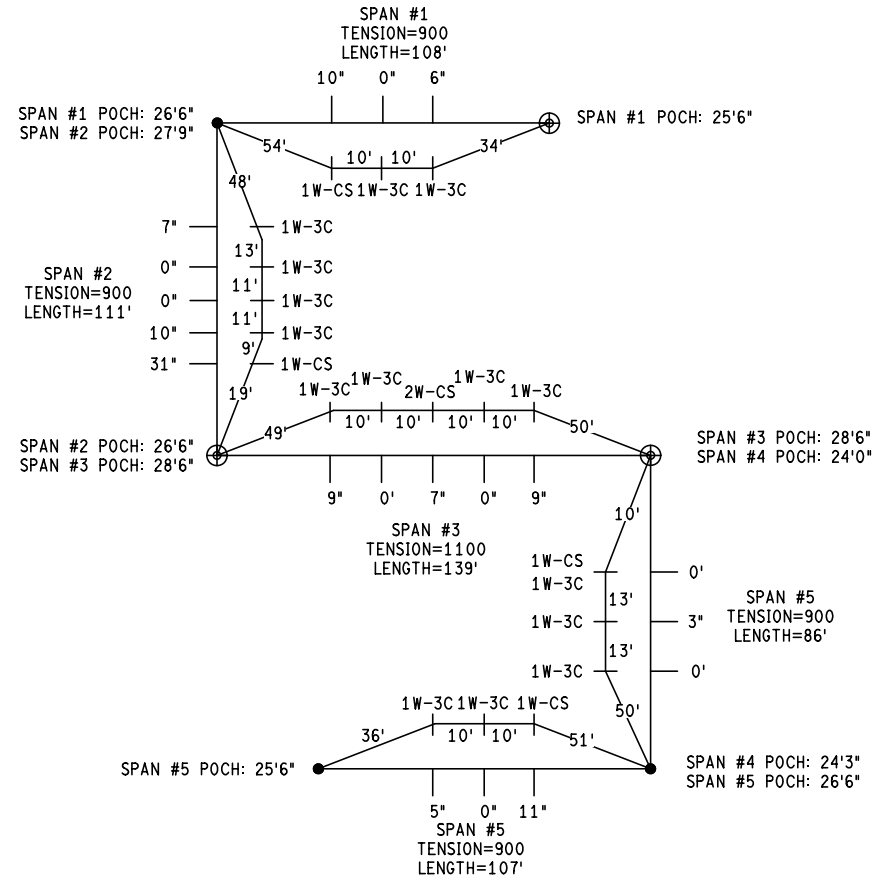 SPAN #1
TENSION=900
LENGTH=108'
10" 0" 6"
SPAN #1 POCH: 26'6"
SPAN #2 POCH: 27'9"
SPAN #1 POCH: 25'6"
54' 10' 10' 34'
1W-CS 1W-3C 1W-3C
48'
7" 1W-3C
13'
0" 1W-3C
11'
0" 1W-3C
11'
10" 1W-3C
9'
31" 1W-CS
19'
SPAN #2
TENSION=900
LENGTH=111'
1W-3C 1W-3C 2W-CS 1W-3C 1W-3C
49' 10' 10' 10' 10' 50'
SPAN #2 POCH: 26'6"
SPAN #3 POCH: 28'6"
SPAN #3 POCH: 28'6"
SPAN #4 POCH: 24'0"
9" 0' 7" 0" 9"
SPAN #3
TENSION=1100
LENGTH=139'
10'
1W-CS
1W-3C
0'
13'
1W-3C 3"
13'
1W-3C 0'
50'
SPAN #5
TENSION=900
LENGTH=86'
1W-3C 1W-3C 1W-CS
36' 10' 10' 51'
SPAN #5 POCH: 25'6"
SPAN #4 POCH: 24'3"
SPAN #5 POCH: 26'6"
5" 0" 11"
SPAN #5
TENSION=900
LENGTH=107'